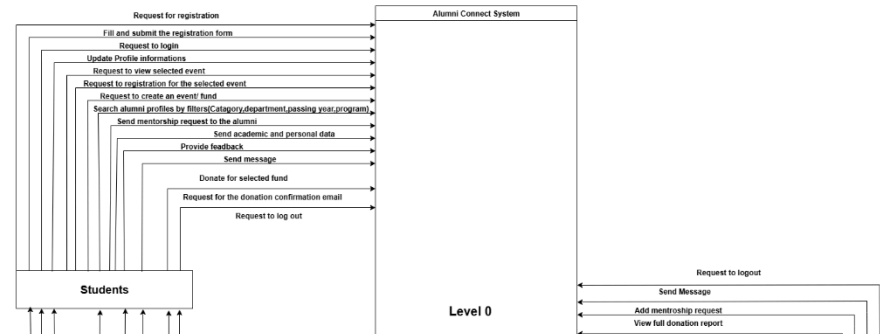 Request for registration
Alumni Connect System
Fill and submit the registration form
Request to login
Update Profile informations
Request to view selected event
Request to registration for the selected event
Request to create an event/ fund
Search alumni profiles by filters(Catagory,department,passing year,program)
Send mentorship request to the alumni
Send academic and personal data
Provide feadback
Send message
Donate for selected fund
Request for the donation confirmation email
Request to log out
Students
Level 0
Request to logout
Send Message
Add mentroship request
View full donation report